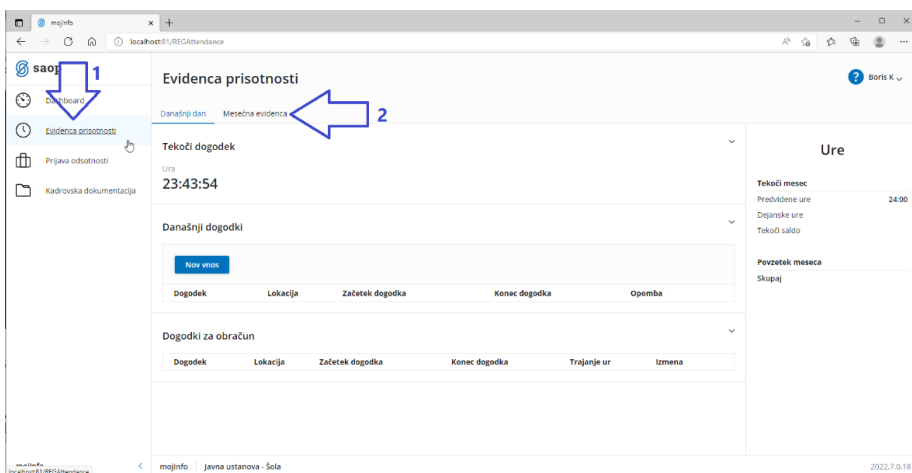 mojInfo
localhost:81/REGAttendance
saop
1
Evidenca prisotnosti
Boris K
Dashboard
Današnji dan Mesečna evidenca
2
Evidenca prisotnosti
Prijava odsotnosti
Kadrovska dokumentacija
Tekoči dogodek
Ura
23:43:54
Današnji dogodki
Nov vnos
Dogodek Lokacija Začetek dogodka Konec dogodka Opomba
Dogodki za obračun
Dogodek Lokacija Začetek dogodka Konec dogodka Trajanje ur Izmena
Ure
Tekoči mesec
Predvidene ure 24:00
Dejanske ure
Tekoči saldo
Povzetek meseca
Skupaj
mojInfo
localhost:81/REGAttendance
mojInfo Javna ustanova - Šola
2022.7.0.18